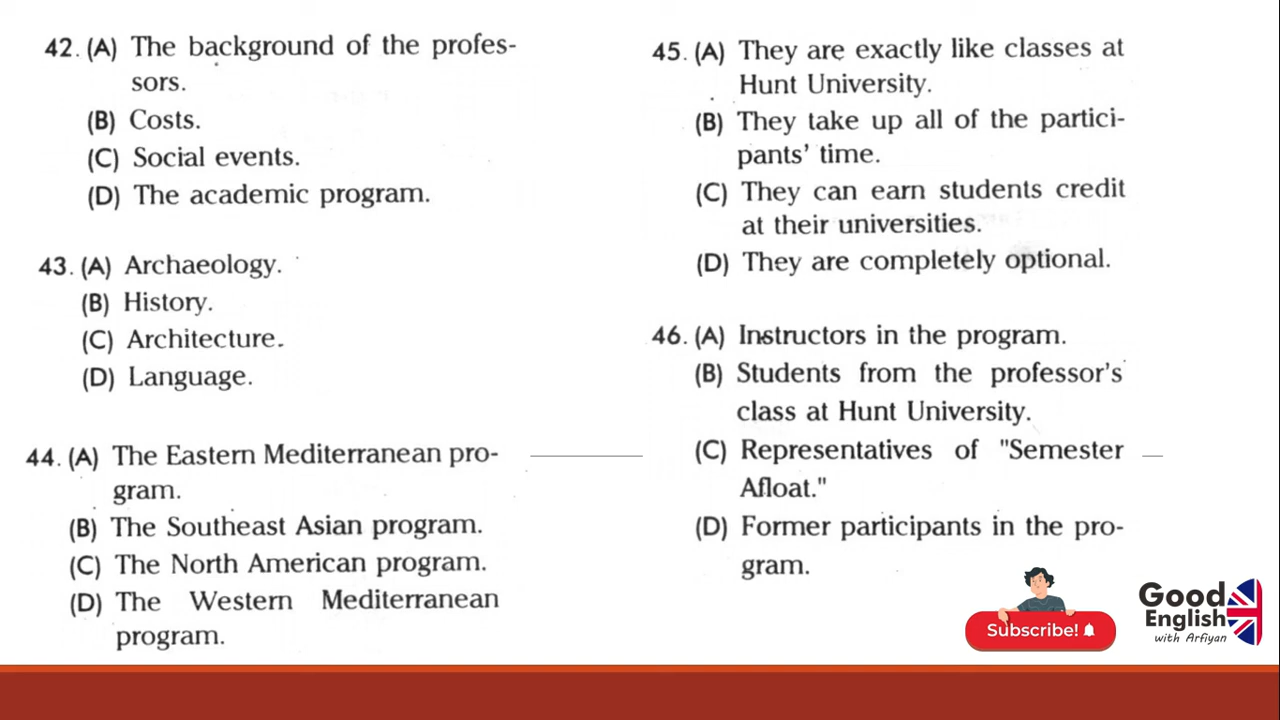 42. (A) The background of the profes-
sors.
(B) Costs.
(C) Social events.
(D) The academic program.
43. (A) Archaeology.
(B) History.
(C) Architecture.
(D) Language.
44. (A) The Eastern Mediterranean pro-
gram.
(B) The Southeast Asian program.
(C) The North American program.
(D) The Western Mediterranean
program.
45. (A) They are exactly like classes at
Hunt University.
(B) They take up all of the partici-
pants' time.
(C) They can earn students credit
at their universities.
(D) They are completely optional.
46. (A) Instructors in the program.
(B) Students from the professor's
class at Hunt University.
(C) Representatives of "Semester
Afloat."
(D) Former participants in the pro-
gram.
Subscribe!
Good
English
with Arfiyan